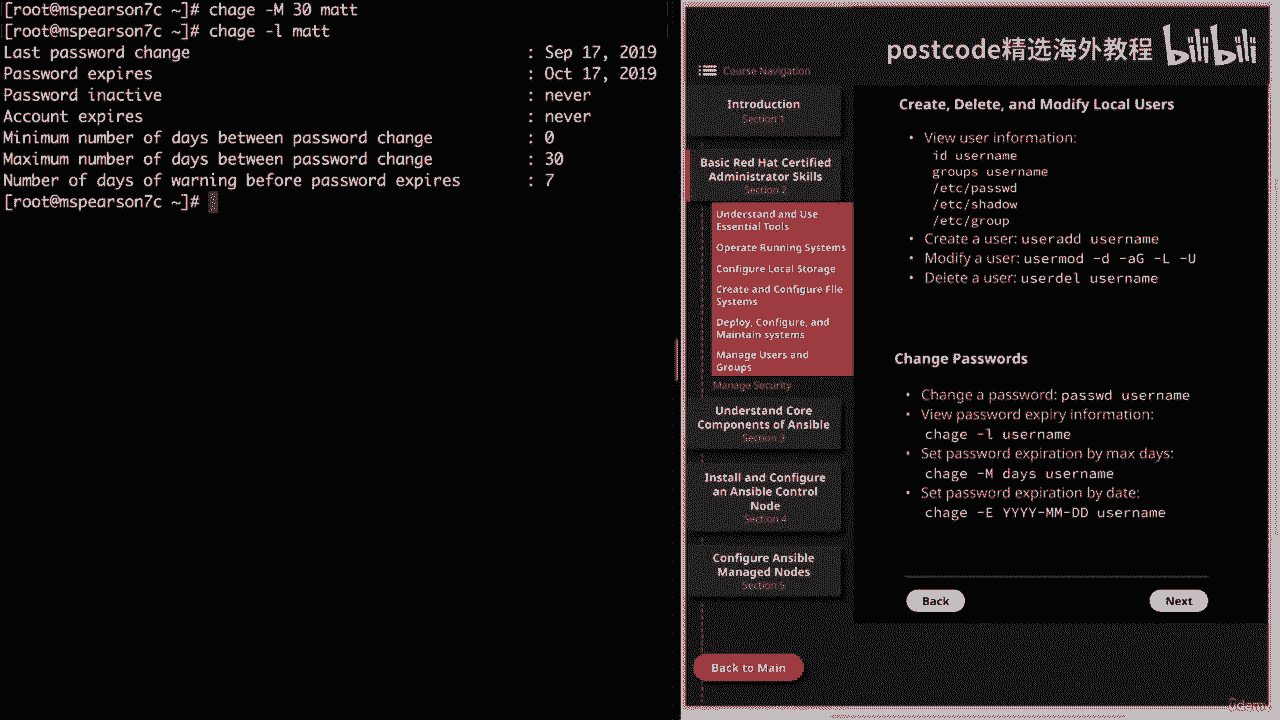 [root@mspearson7c ~]# chage -M 30 matt
[root@mspearson7c ~]# chage -l matt
Last password change : Sep 17, 2019
Password expires : Oct 17, 2019
Password inactive : never
Account expires : never
Minimum number of days between password change : 0
Maximum number of days between password change : 30
Number of days of warning before password expires : 7
[root@mspearson7c ~]#
postcode精选海外教程 bilibili
Course Navigation
Introduction
Section 1
Basic Red Hat Certified
Administrator Skills
Section 2
Understand and Use
Essential Tools
Operate Running Systems
Configure Local Storage
Create and Configure File
Systems
Deploy, Configure, and
Maintain systems
Manage Users and
Groups
Manage Security
Understand Core
Components of Ansible
Section 3
Install and Configure
an Ansible Control
Node
Section 4
Configure Ansible
Managed Nodes
Section 5
Back to Main
Create, Delete, and Modify Local Users
• View user information:
id username
groups username
/etc/passwd
/etc/shadow
/etc/group
• Create a user: useradd username
• Modify a user: usermod -d -aG -L -U
• Delete a user: userdel username
Change Passwords
• Change a password: passwd username
• View password expiry information:
chage -l username
• Set password expiration by max days:
chage -M days username
• Set password expiration by date:
chage -E YYYY-MM-DD username
Back
Next
ûdemy